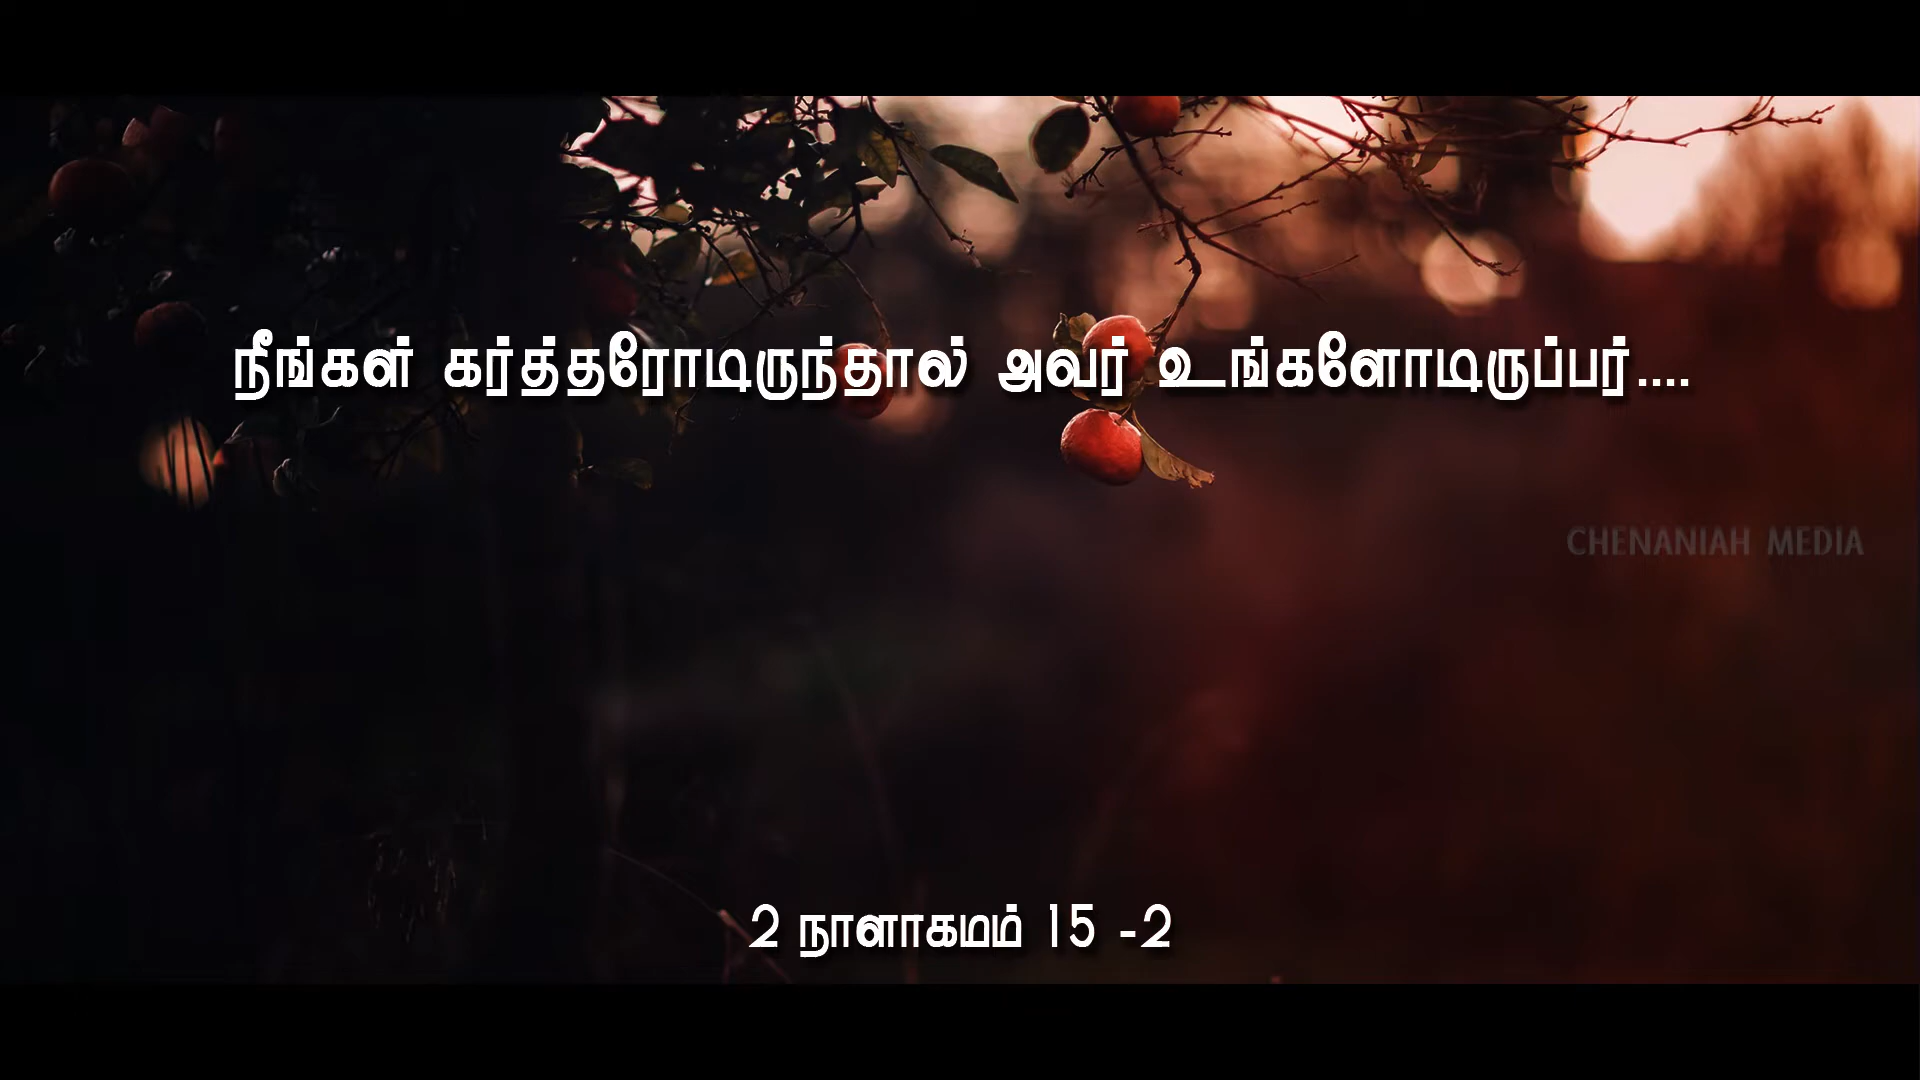 நீங்கள் கர்த்தரோடிருந்தால் அவர் உங்களோடிருப்பர்....
CHENANIAH MEDIA
2 நாளாகமம் 15 -2